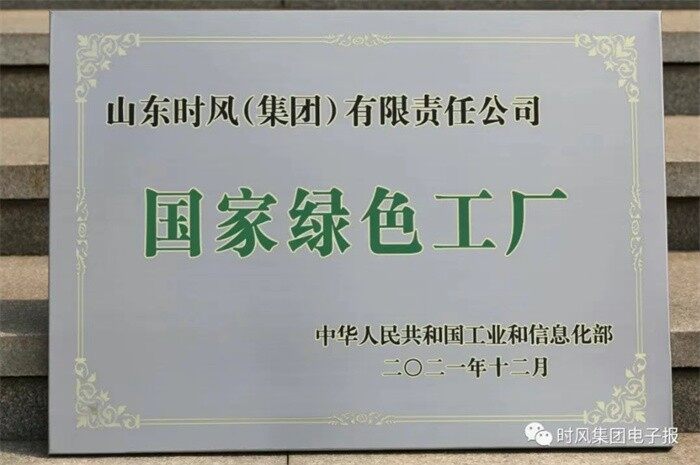 山东时风(集团)有限责任公司
国家绿色工厂
中华人民共和国工业和信息化部
二〇二一年十二月
时风集团电子报